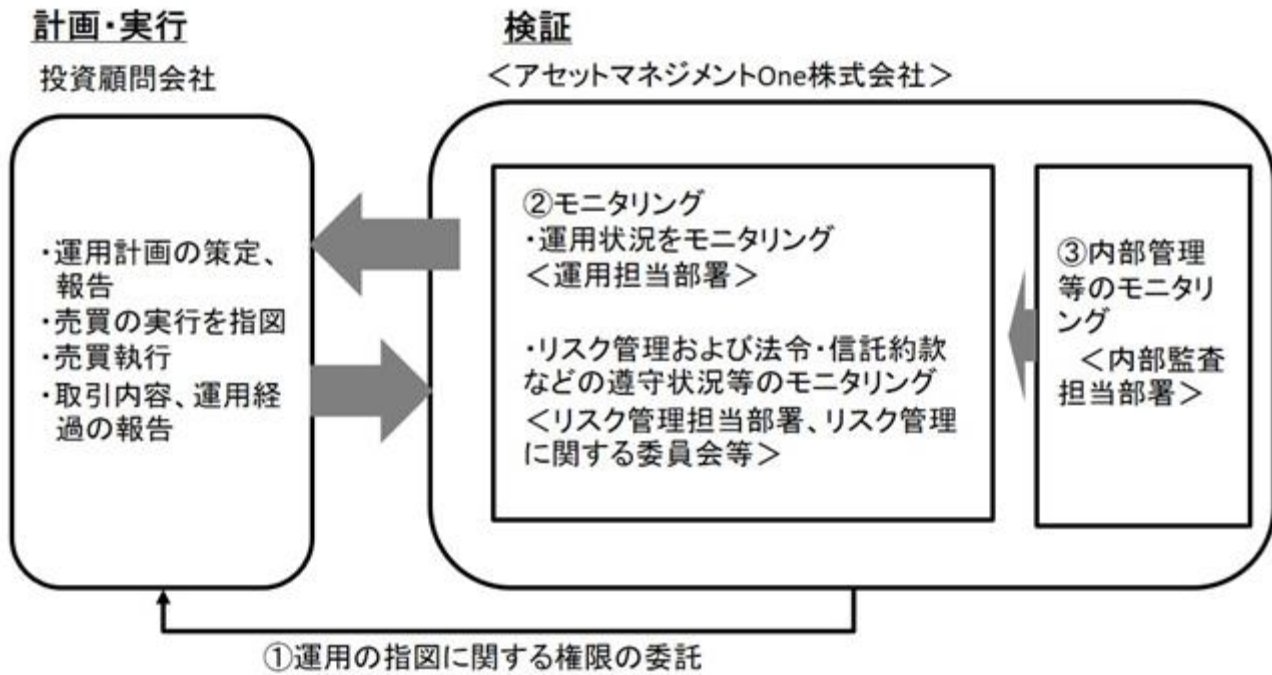 計画・実行
投資顧問会社
・運用計画の策定、
報告
・売買の実行を指図
・売買執行
・取引内容、運用経
過の報告
検証
＜アセットマネジメントOne株式会社＞
②モニタリング
・運用状況をモニタリング
＜運用担当部署＞
・リスク管理および法令・信託約款
などの遵守状況等のモニタリング
＜リスク管理担当部署、リスク管理
に関する委員会等＞
③内部管理
等のモニタリ
ング
＜内部監査
担当部署＞
①運用の指図に関する権限の委託